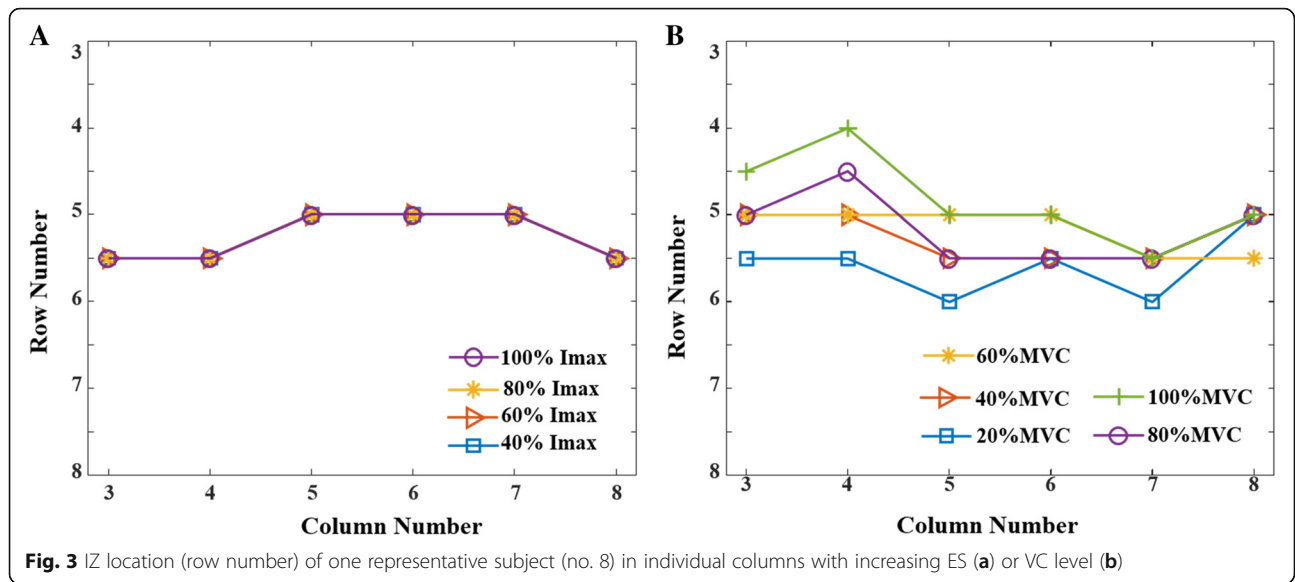 A
3
4
5
6
7
8
Row Number
3 4 5 6 7 8
Column Number
100% Imax
80% Imax
60% Imax
40% Imax
B
3
4
5
6
7
8
Row Number
3 4 5 6 7 8
Column Number
60%MVC
40%MVC 100%MVC
20%MVC 80%MVC
Fig. 3 IZ location (row number) of one representative subject (no. 8) in individual columns with increasing ES (a) or VC level (b)